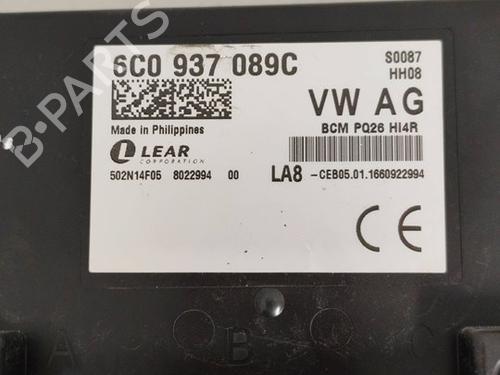 6C0 937 089C
S0087
HH08
VW AG
Made in Philippines
BCM PQ26 HI4R
LEAR
CORPORATION
502N14F05 8022994 00
LA8 -CEB05.01.1660922994
CE
A B C